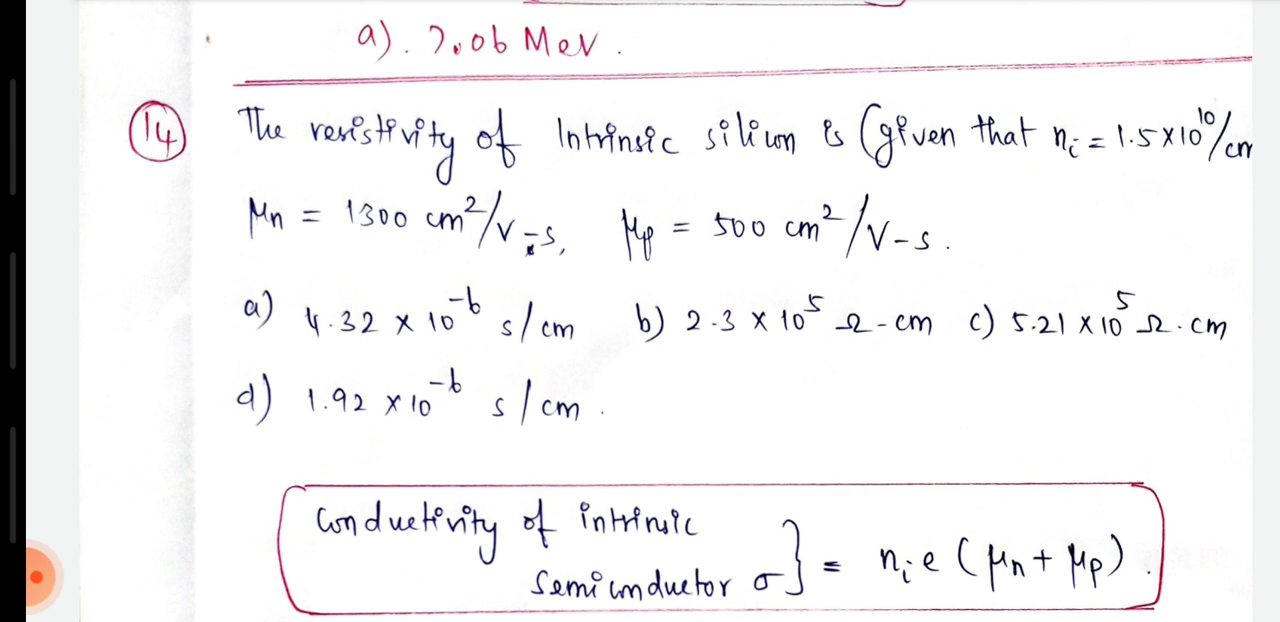 a). 7.06 MeV.
14
The resistivity of Intrinsic silicon is (given that nᵢ = 1.5×10¹⁰/cm
μn = 1300 cm²/V-s, μp = 500 cm²/V-s.
a) 4.32 × 10⁻⁶ s/cm b) 2.3 × 10⁵ Ω-cm c) 5.21 × 10⁵ Ω.cm
d) 1.92 × 10⁻⁶ s/cm.
Conductivity of intrinsic
semiconductor σ } = nᵢe (μn + μp).